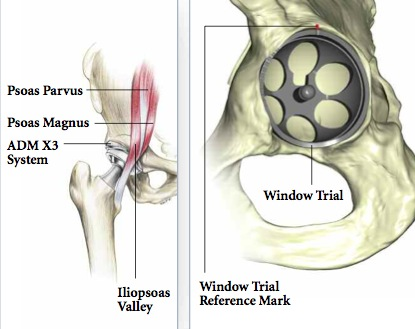 Psoas Parvus
Psoas Magnus
ADM X3
System
Iliopsoas
Valley
Window Trial
Window Trial
Reference Mark